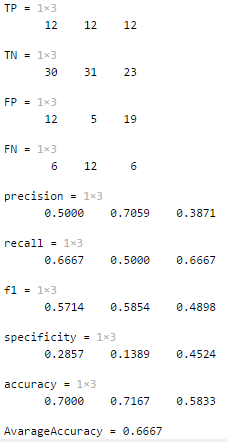 TP = 1×3
12 12 12
TN = 1×3
30 31 23
FP = 1×3
12 5 19
FN = 1×3
6 12 6
precision = 1×3
0.5000 0.7059 0.3871
recall = 1×3
0.6667 0.5000 0.6667
f1 = 1×3
0.5714 0.5854 0.4898
specificity = 1×3
0.2857 0.1389 0.4524
accuracy = 1×3
0.7000 0.7167 0.5833
AvarageAccuracy = 0.6667